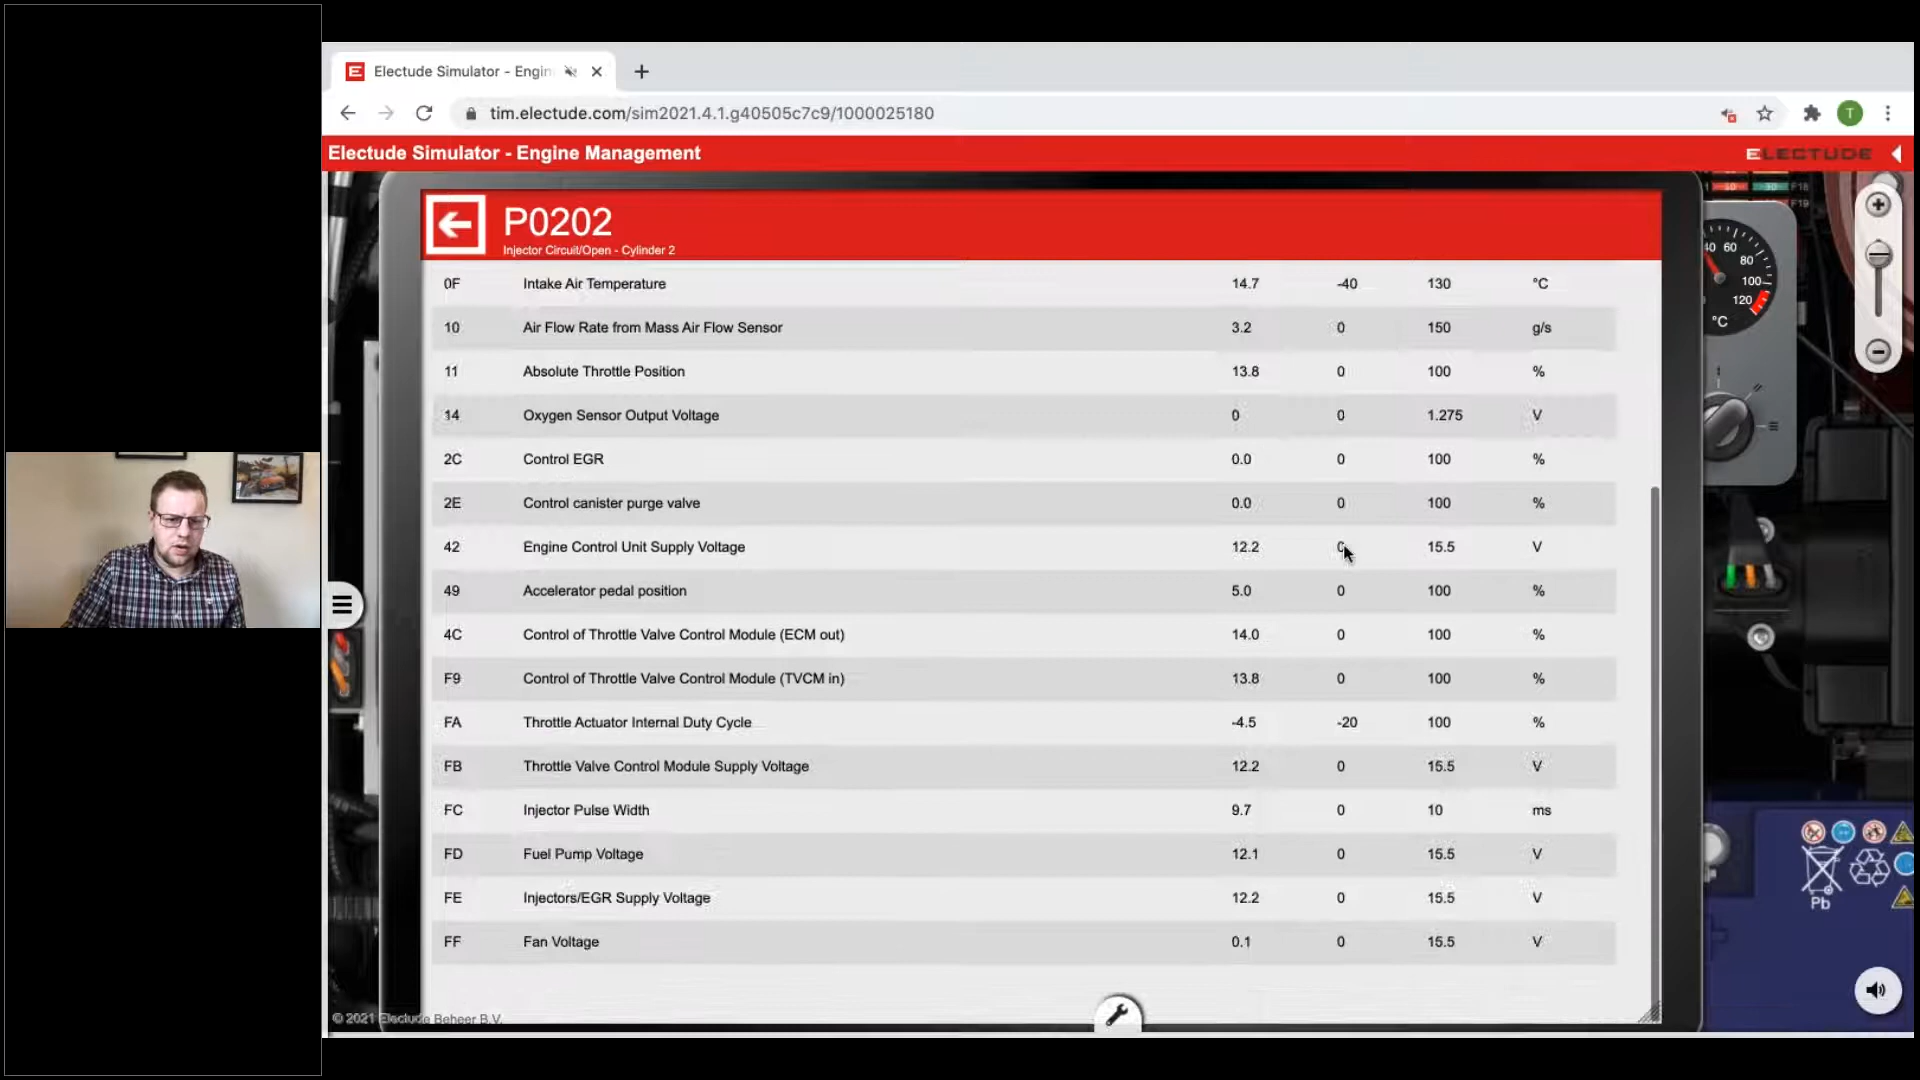 Electude Simulator - Engin
tim.electude.com/sim2021.4.1.g40505c7c9/1000025180
T
Electude Simulator - Engine Management
ELECTUDE
P0202
Injector Circuit/Open - Cylinder 2
0F Intake Air Temperature 14.7 -40 130 °C
10 Air Flow Rate from Mass Air Flow Sensor 3.2 0 150 g/s
11 Absolute Throttle Position 13.8 0 100 %
14 Oxygen Sensor Output Voltage 0 0 1.275 V
2C Control EGR 0.0 0 100 %
2E Control canister purge valve 0.0 0 100 %
42 Engine Control Unit Supply Voltage 12.2 0 15.5 V
49 Accelerator pedal position 5.0 0 100 %
4C Control of Throttle Valve Control Module (ECM out) 14.0 0 100 %
F9 Control of Throttle Valve Control Module (TVCM in) 13.8 0 100 %
FA Throttle Actuator Internal Duty Cycle -4.5 -20 100 %
FB Throttle Valve Control Module Supply Voltage 12.2 0 15.5 V
FC Injector Pulse Width 9.7 0 10 ms
FD Fuel Pump Voltage 12.1 0 15.5 V
FE Injectors/EGR Supply Voltage 12.2 0 15.5 V
FF Fan Voltage 0.1 0 15.5 V
© 2021 Electude Beheer B.V.
F18
F19
40 60
80
100
120
°C
Pb